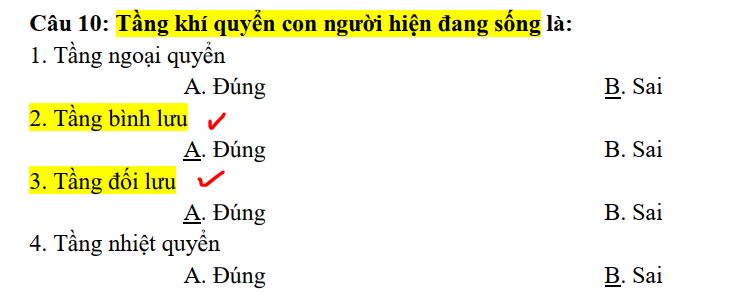 Câu 10: Tầng khí quyển con người hiện đang sống là:
1. Tầng ngoại quyển
A. Đúng B. Sai
2. Tầng bình lưu
A. Đúng B. Sai
3. Tầng đối lưu
A. Đúng B. Sai
4. Tầng nhiệt quyển
A. Đúng B. Sai